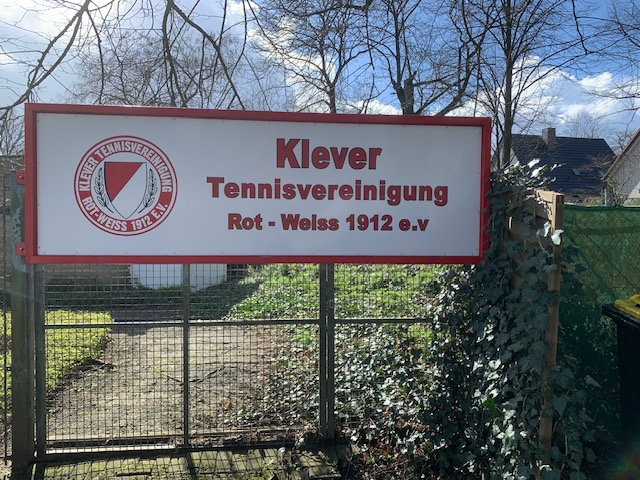 KLEVER TENNISVEREINIGUNG
ROT-WEISS 1912 E.V.
Klever
Tennisvereinigung
Rot - Weiss 1912 e.v